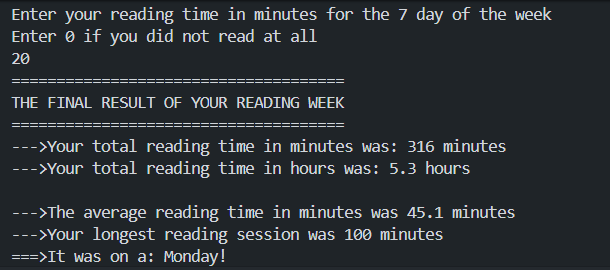 Enter your reading time in minutes for the 7 day of the week
Enter 0 if you did not read at all
20
=====================================
THE FINAL RESULT OF YOUR READING WEEK
=====================================
--->Your total reading time in minutes was: 316 minutes
--->Your total reading time in hours was: 5.3 hours

--->The average reading time in minutes was 45.1 minutes
--->Your longest reading session was 100 minutes
===>It was on a: Monday!